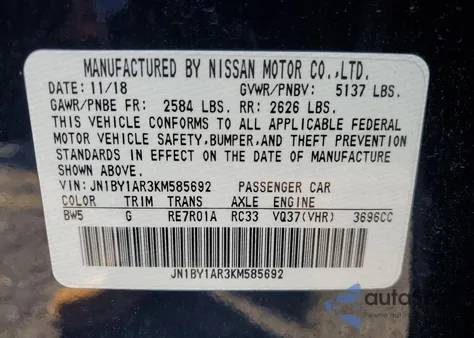 MANUFACTURED BY NISSAN MOTOR CO.,LTD.
DATE: 11/18 GVWR/PNBV: 5137 LBS.
GAWR/PNBE FR: 2584 LBS. RR: 2626 LBS.
THIS VEHICLE CONFORMS TO ALL APPLICABLE FEDERAL
MOTOR VEHICLE SAFETY, BUMPER, AND THEFT PREVENTION
STANDARDS IN EFFECT ON THE DATE OF MANUFACTURE
SHOWN ABOVE.
VIN: JN1BY1AR3KM585692 PASSENGER CAR
COLOR TRIM TRANS AXLE ENGINE
BW5 G RE7R01A RC33 VQ37(VHR) 3696CC
JN1BY1AR3KM585692